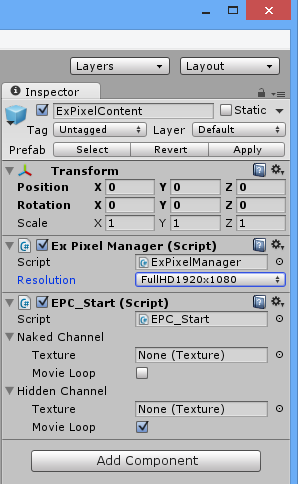 Layers Layout
Inspector
ExPixelContent Static
Tag Untagged Layer Default
Prefab Select Revert Apply
Transform
Position X 0 Y 0 Z 0
Rotation X 0 Y 0 Z 0
Scale X 1 Y 1 Z 1
Ex Pixel Manager (Script)
Script ExPixelManager
Resolution FullHD1920x1080
EPC_Start (Script)
Script EPC_Start
Naked Channel
Texture None (Texture)
Movie Loop
Hidden Channel
Texture None (Texture)
Movie Loop
Add Component